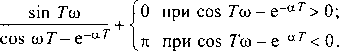 sin Tω / (cos ωT – e^{–αT}) + { 0 при cos Tω – e^{–αT} > 0;
π при cos Tω – e^{αT} < 0.